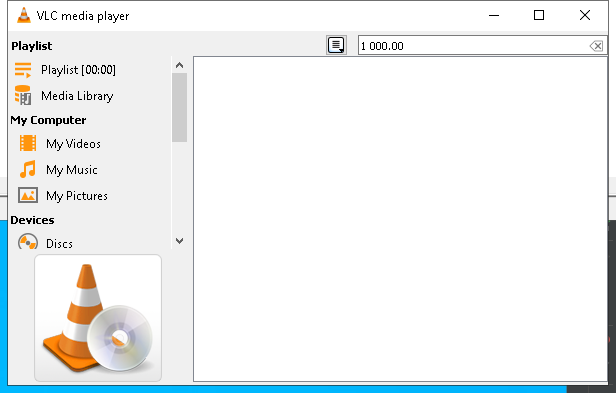 VLC media player
Playlist
1 000.00
Playlist [00:00]
Media Library
My Computer
My Videos
My Music
My Pictures
Devices
Discs